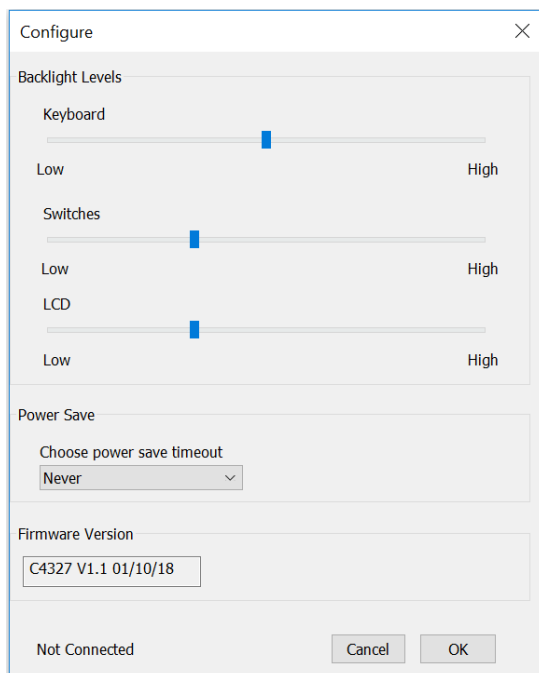 Configure
Backlight Levels
Keyboard
Low High
Switches
Low High
LCD
Low High
Power Save
Choose power save timeout
Never
Firmware Version
C4327 V1.1 01/10/18
Not Connected Cancel OK